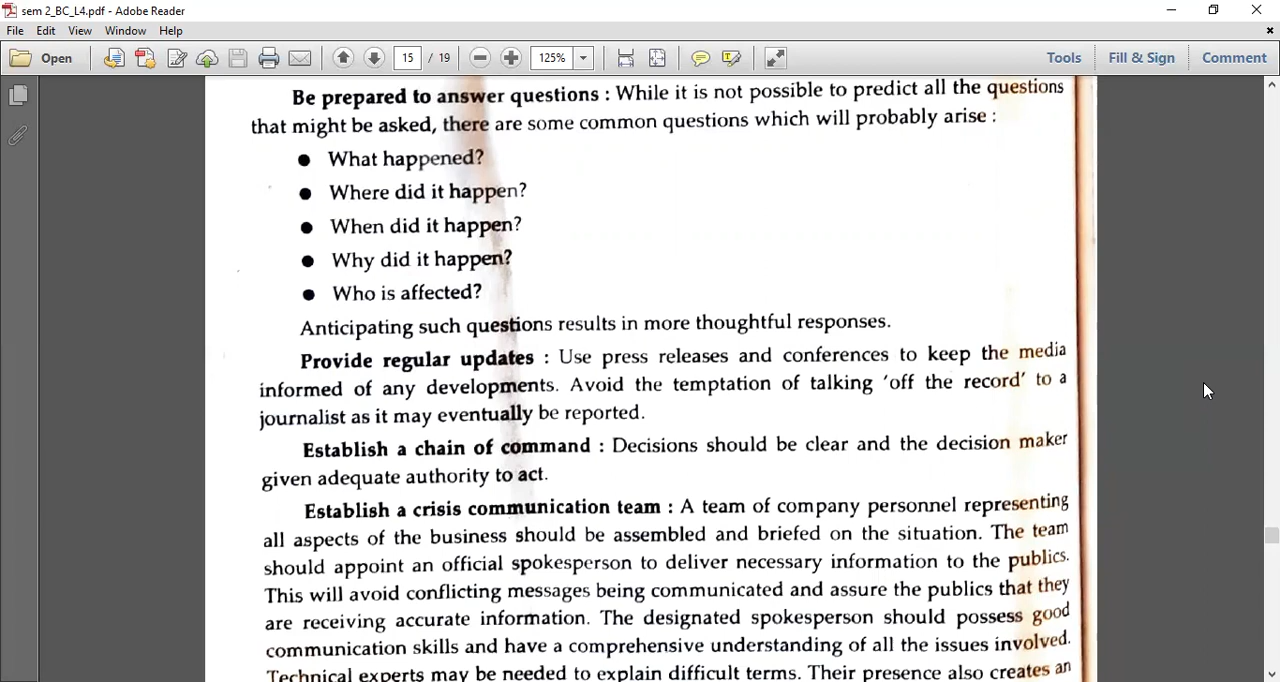 sem 2_BC_L4.pdf - Adobe Reader
File Edit View Window Help
Open 15 / 19 125% Tools Fill & Sign Comment
Be prepared to answer questions : While it is not possible to predict all the questions
that might be asked, there are some common questions which will probably arise :
● What happened?
● Where did it happen?
● When did it happen?
● Why did it happen?
● Who is affected?
Anticipating such questions results in more thoughtful responses.
Provide regular updates : Use press releases and conferences to keep the media
informed of any developments. Avoid the temptation of talking 'off the record' to a
journalist as it may eventually be reported.
Establish a chain of command : Decisions should be clear and the decision maker
given adequate authority to act.
Establish a crisis communication team : A team of company personnel representing
all aspects of the business should be assembled and briefed on the situation. The team
should appoint an official spokesperson to deliver necessary information to the publics.
This will avoid conflicting messages being communicated and assure the publics that they
are receiving accurate information. The designated spokesperson should possess good
communication skills and have a comprehensive understanding of all the issues involved.
Technical experts may be needed to explain difficult terms. Their presence also creates an